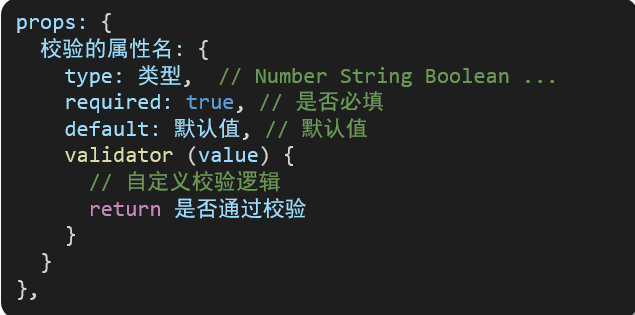 props: {
  校验的属性名: {
    type: 类型,  // Number String Boolean ...
    required: true, // 是否必填
    default: 默认值, // 默认值
    validator (value) {
      // 自定义校验逻辑
      return 是否通过校验
    }
  }
},